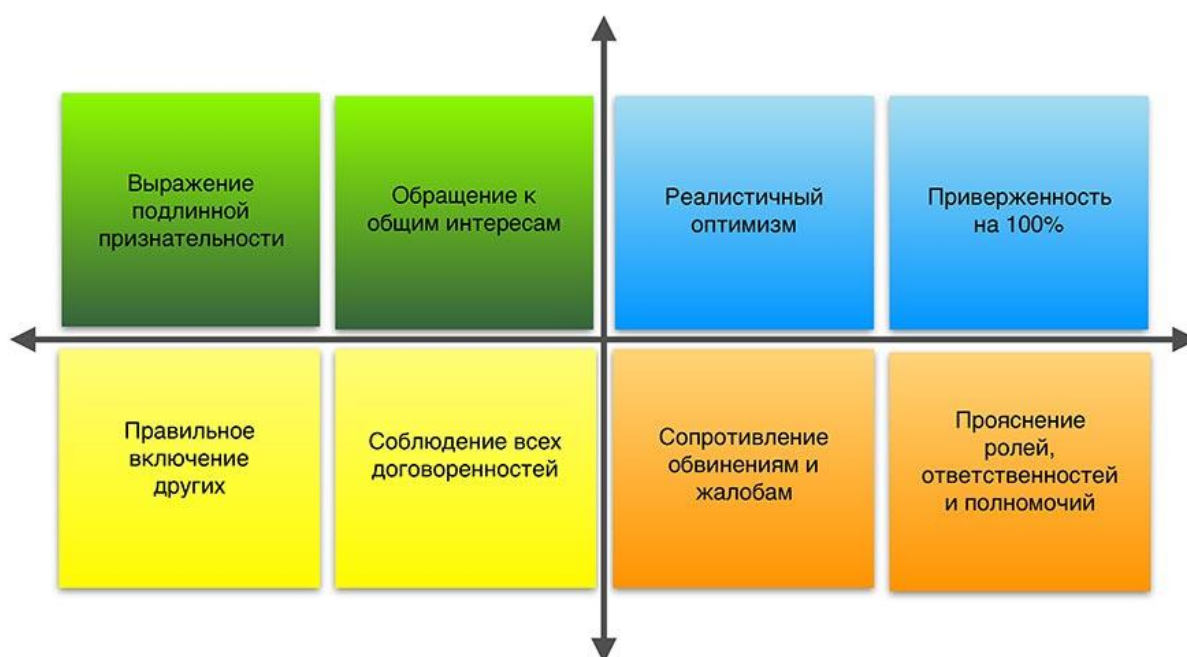 Выражение
подлинной
признательности
Обращение к
общим интересам
Реалистичный
оптимизм
Приверженность
на 100%
Правильное
включение
других
Соблюдение всех
договоренностей
Сопротивление
обвинениям и
жалобам
Прояснение
ролей,
ответственностей
и полномочий